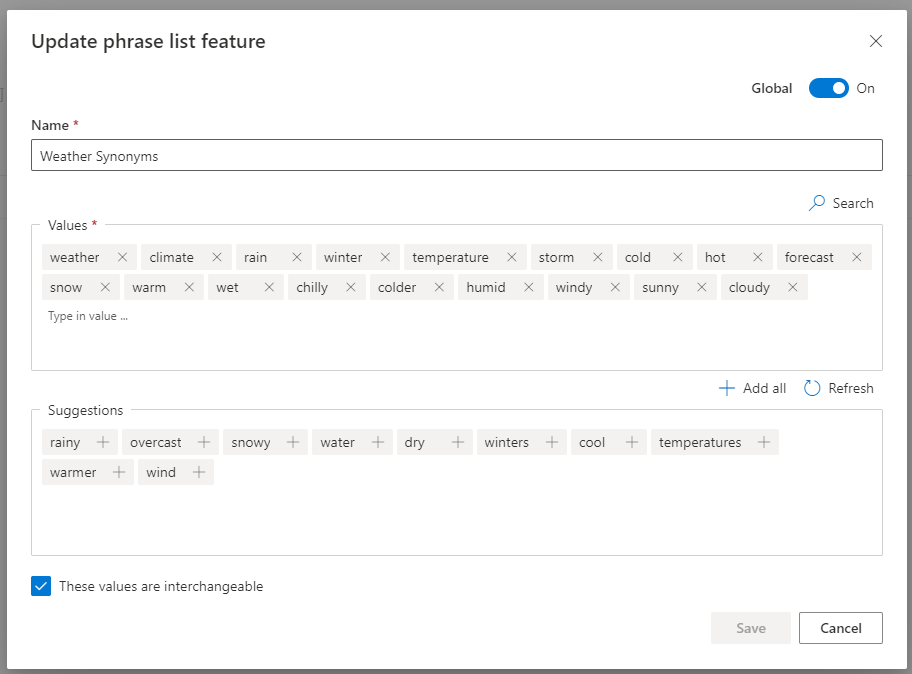 Update phrase list feature
Global On
Name *
Weather Synonyms
Search
Values *
weather climate rain winter temperature storm cold hot forecast
snow warm wet chilly colder humid windy sunny cloudy
Type in value ...
Add all Refresh
Suggestions
rainy overcast snowy water dry winters cool temperatures
warmer wind
These values are interchangeable
Save Cancel